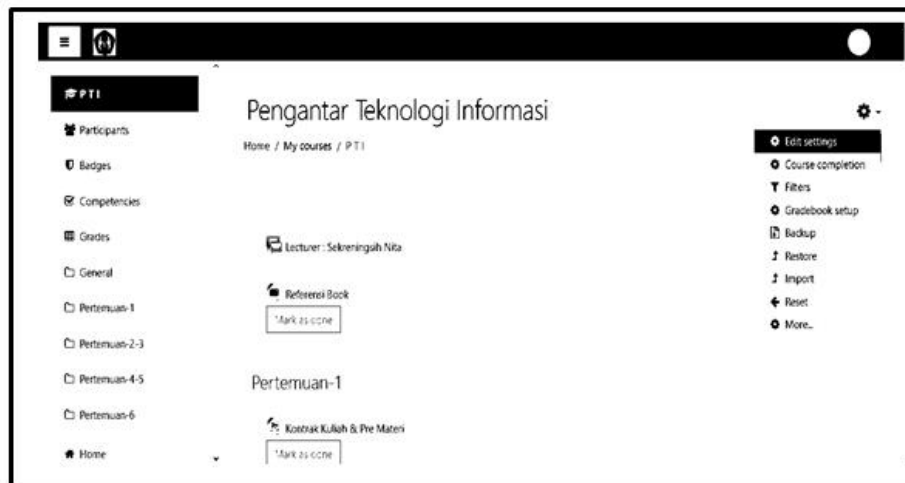 PTI
Participants
Badges
Competencies
Grades
General
Pertemuan-1
Pertemuan-2-3
Pertemuan-4-5
Pertemuan-6
Home
Pengantar Teknologi Informasi
Home / My courses / PTI
Lecturer : Sekreningsih Nita
Referensi Book
Mark as done
Pertemuan-1
Kontrak Kuliah & Pre Materi
Mark as done
Edit settings
Course completion
Filters
Gradebook setup
Backup
Restore
Import
Reset
More...